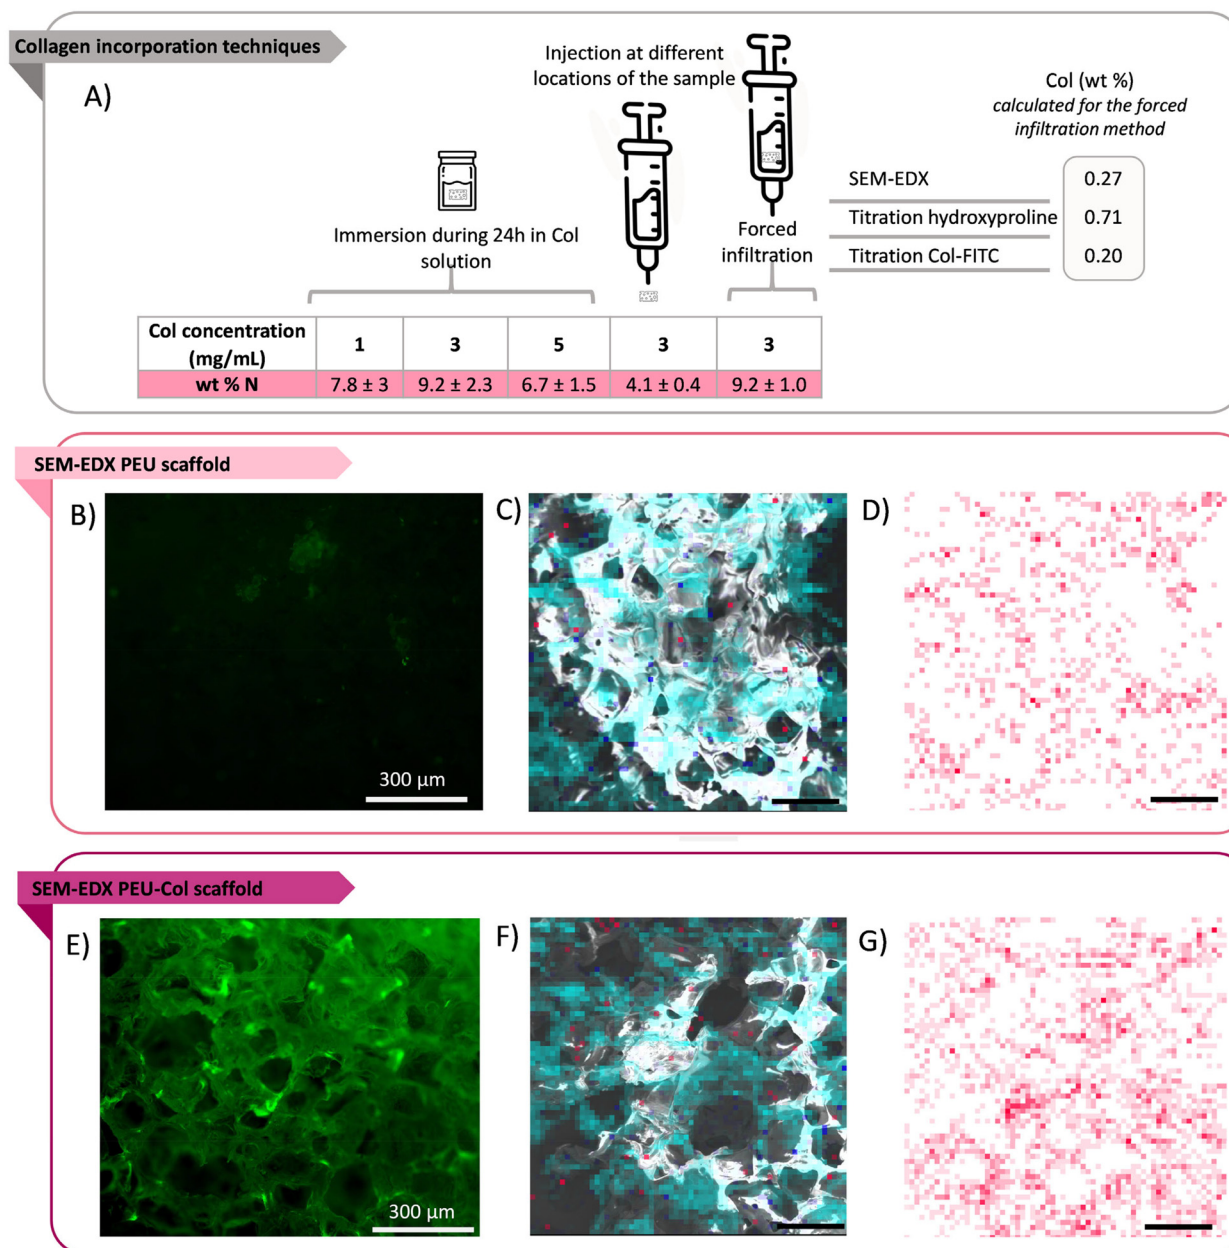 Collagen incorporation techniques
A)
Immersion during 24h in Col
solution
Injection at different
locations of the sample
Forced
infiltration
Col (wt %)
calculated for the forced
infiltration method
SEM-EDX 0.27
Titration hydroxyproline 0.71
Titration Col-FITC 0.20
Col concentration
(mg/mL) 1 3 5 3 3
wt % N 7.8 ± 3 9.2 ± 2.3 6.7 ± 1.5 4.1 ± 0.4 9.2 ± 1.0
SEM-EDX PEU scaffold
B)
300 µm
C)
D)
SEM-EDX PEU-Col scaffold
E)
300 µm
F)
G)